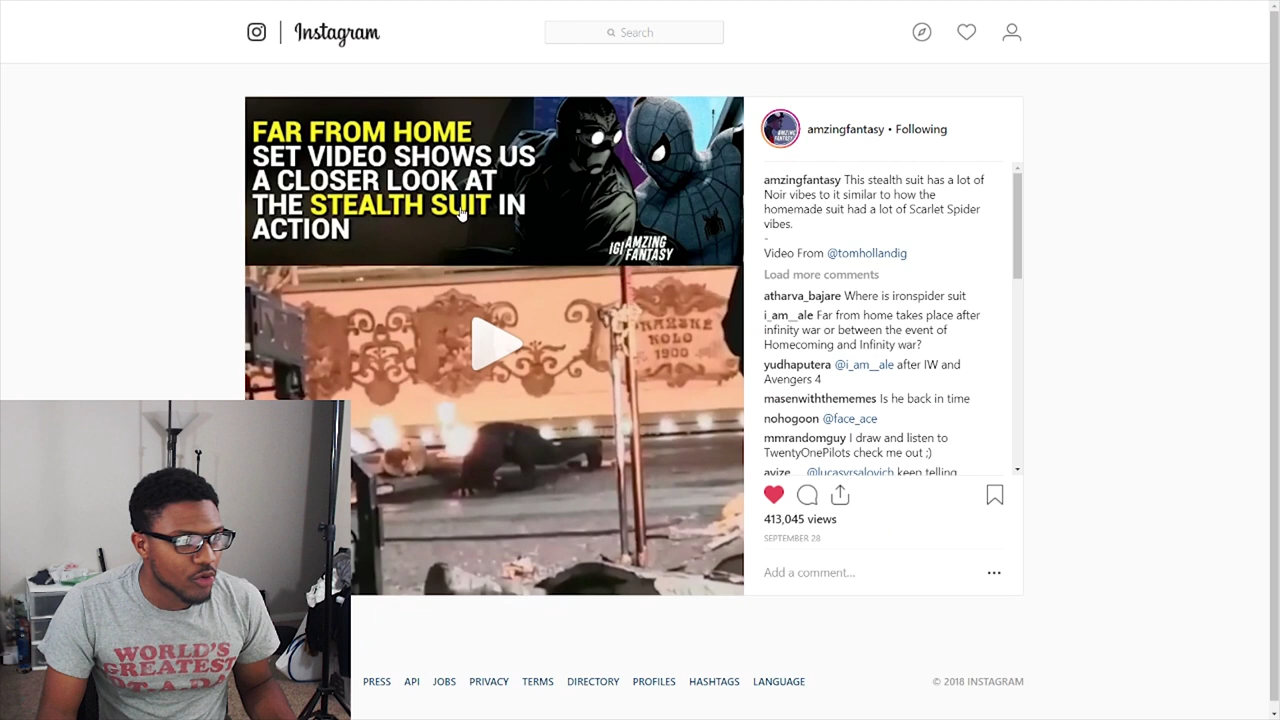 Instagram
Search
FAR FROM HOME
SET VIDEO SHOWS US
A CLOSER LOOK AT
THE STEALTH SUIT IN
ACTION
IG|AMZING
FANTASY
PRAŽSKÉ
KOLO
1900
AMZING
FANTASY
amzingfantasy • Following
amzingfantasy This stealth suit has a lot of
Noir vibes to it similar to how the
homemade suit had a lot of Scarlet Spider
vibes.
-
Video From @tomhollandig
Load more comments
atharva_bajare Where is ironspider suit
i_am__ale Far from home takes place after
infinity war or between the event of
Homecoming and Infinity war?
yudhaputera @i_am__ale after IW and
Avengers 4
masenwiththememes Is he back in time
nohogoon @face_ace
mmrandomguy I draw and listen to
TwentyOnePilots check me out ;)
@lucasvrsalovich keep telling
413,045 views
SEPTEMBER 28
Add a comment...
WORLD'S
GREATEST
PRESS API JOBS PRIVACY TERMS DIRECTORY PROFILES HASHTAGS LANGUAGE
© 2018 INSTAGRAM